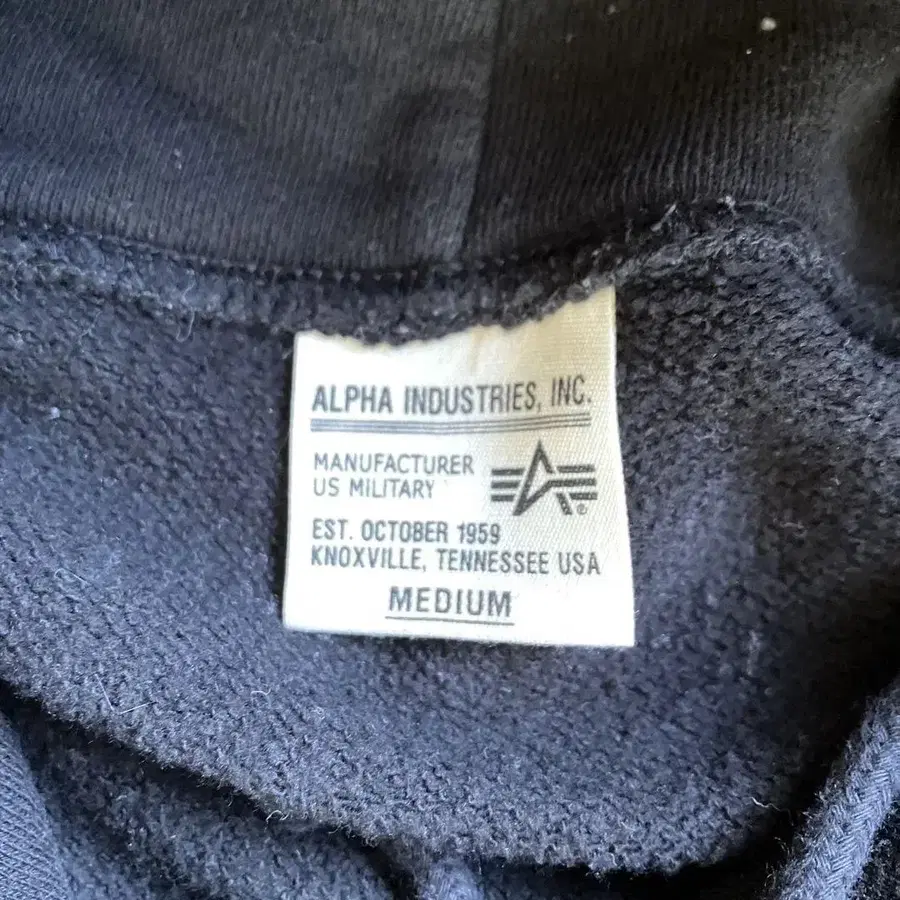 ALPHA INDUSTRIES, INC.
MANUFACTURER
US MILITARY
®
EST. OCTOBER 1959
KNOXVILLE, TENNESSEE USA
MEDIUM